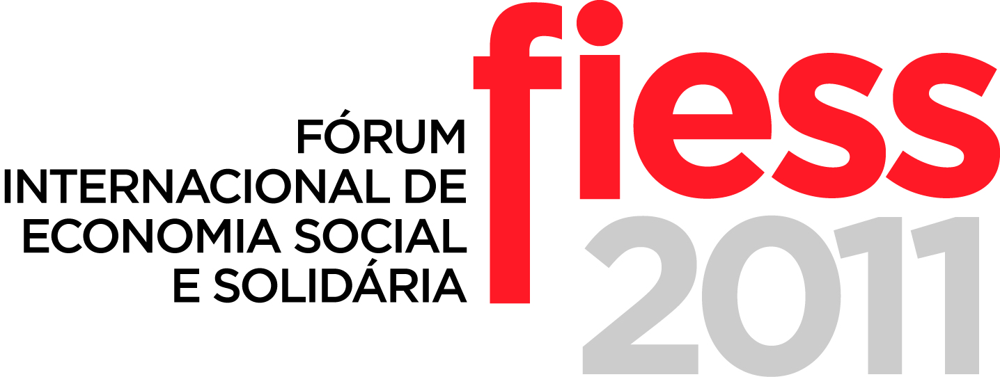 FÓRUM
INTERNACIONAL DE
ECONOMIA SOCIAL
E SOLIDÁRIA
fiess
2011